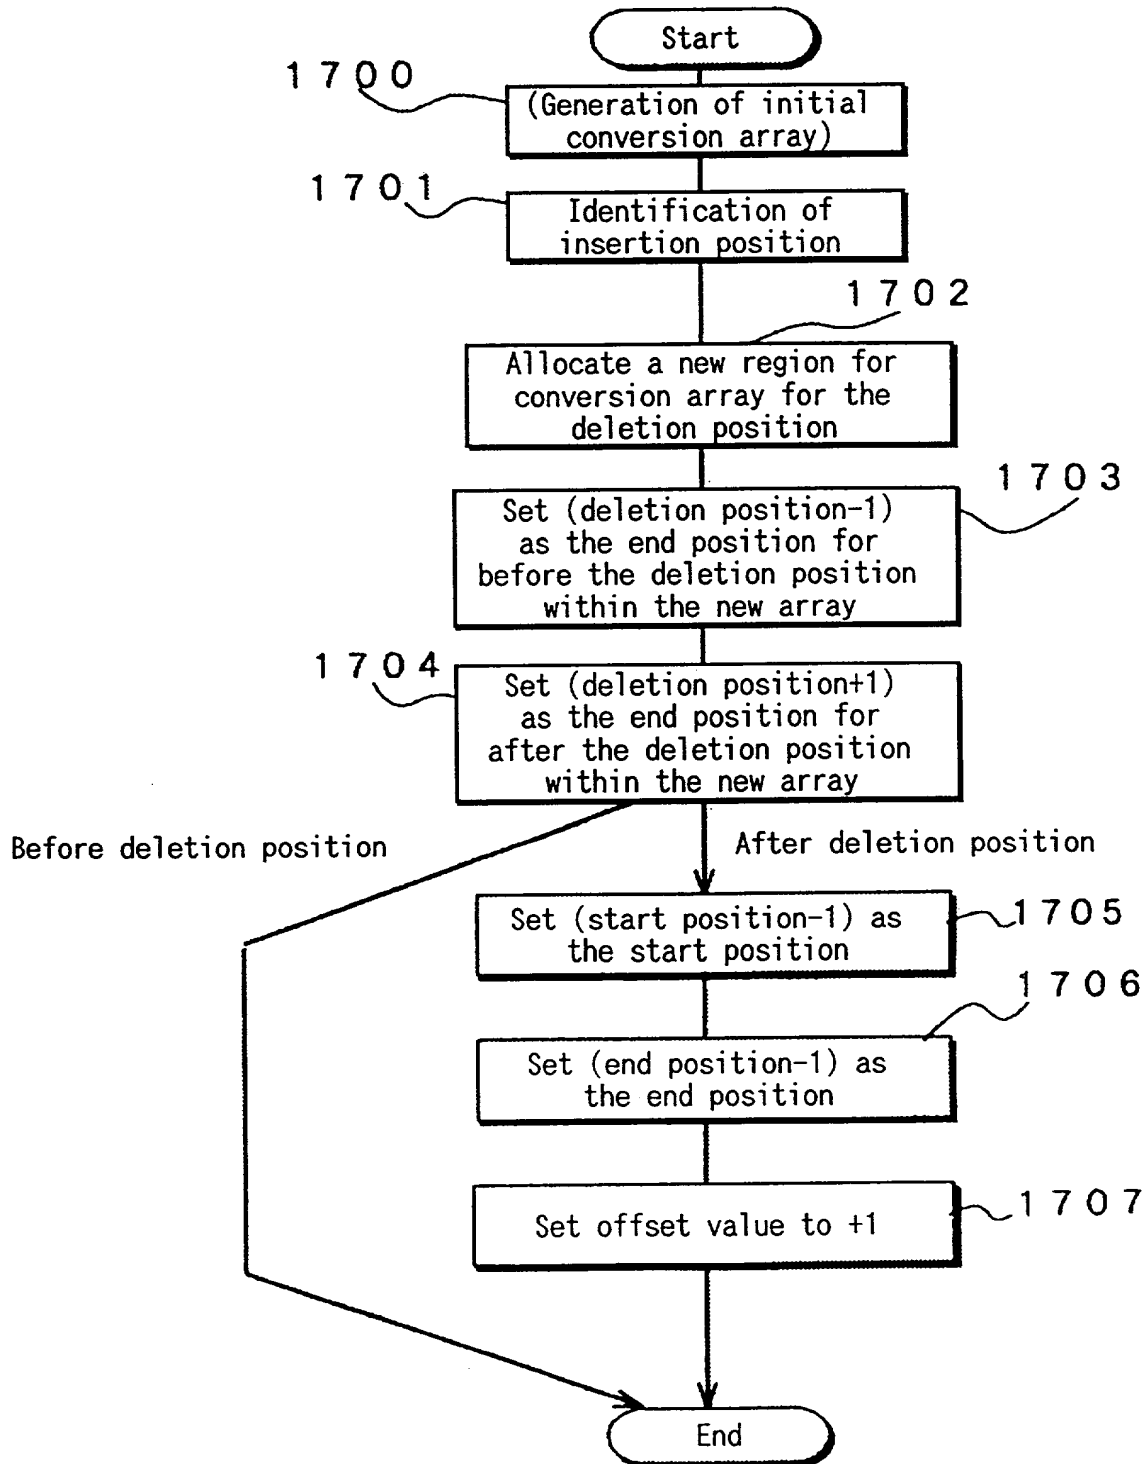 Start
1700
(Generation of initial
conversion array)
1701
Identification of
insertion position
1702
Allocate a new region for
conversion array for the
deletion position
1703
Set (deletion position-1)
as the end position for
before the deletion position
within the new array
1704
Set (deletion position+1)
as the end position for
after the deletion position
within the new array
Before deletion position
After deletion position
Set (start position-1) as
the start position
1705
1706
Set (end position-1) as
the end position
Set offset value to +1
1707
End